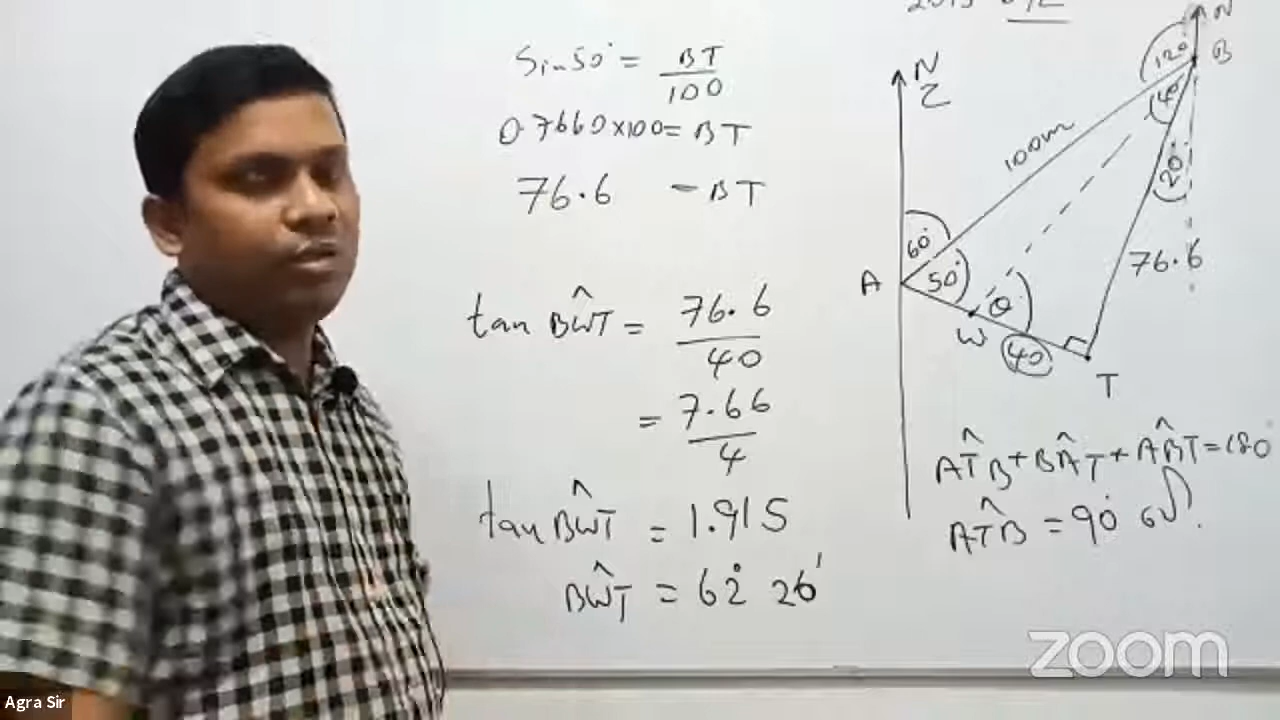 2015 O/L
Sin50° = BT/100
0.7660×100 = BT
76.6 = BT
tan BŴT = 76.6/40
= 7.66/4
tan BŴT = 1.915
BŴT = 62° 26'
N
N
B
120°
40°
20°
100m
60°
50°
A
W
θ
40
76.6
T
AT̂B + BÂT + AB̂T = 180°
AT̂B = 90°
zoom
Agra Sir